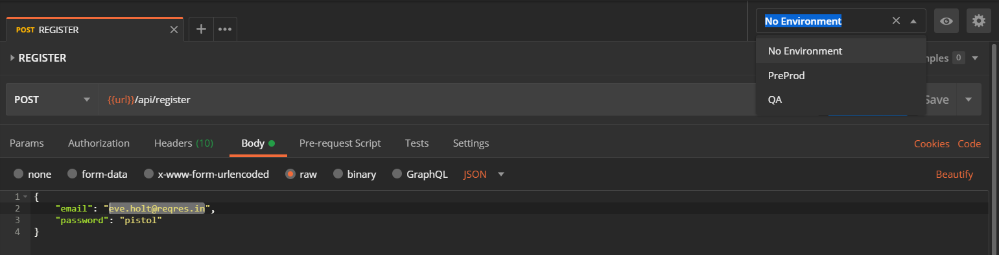 POST REGISTER
No Environment
REGISTER
No Environment
0
PreProd
QA
POST
{{url}}/api/register
Save
Params Authorization Headers (10) Body Pre-request Script Tests Settings
Cookies Code
none form-data x-www-form-urlencoded raw binary GraphQL JSON
Beautify
1 {
2 "email": "eve.holt@reqres.in",
3 "password": "pistol"
4 }